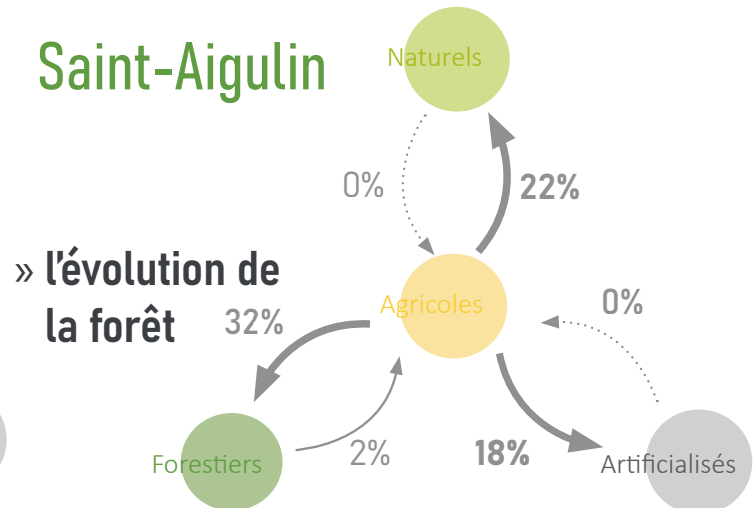 Saint-Aigulin
Naturels
0%
22%
» l'évolution de
la forêt
Agricoles
0%
32%
2%
18%
Forestiers
Artificialisés